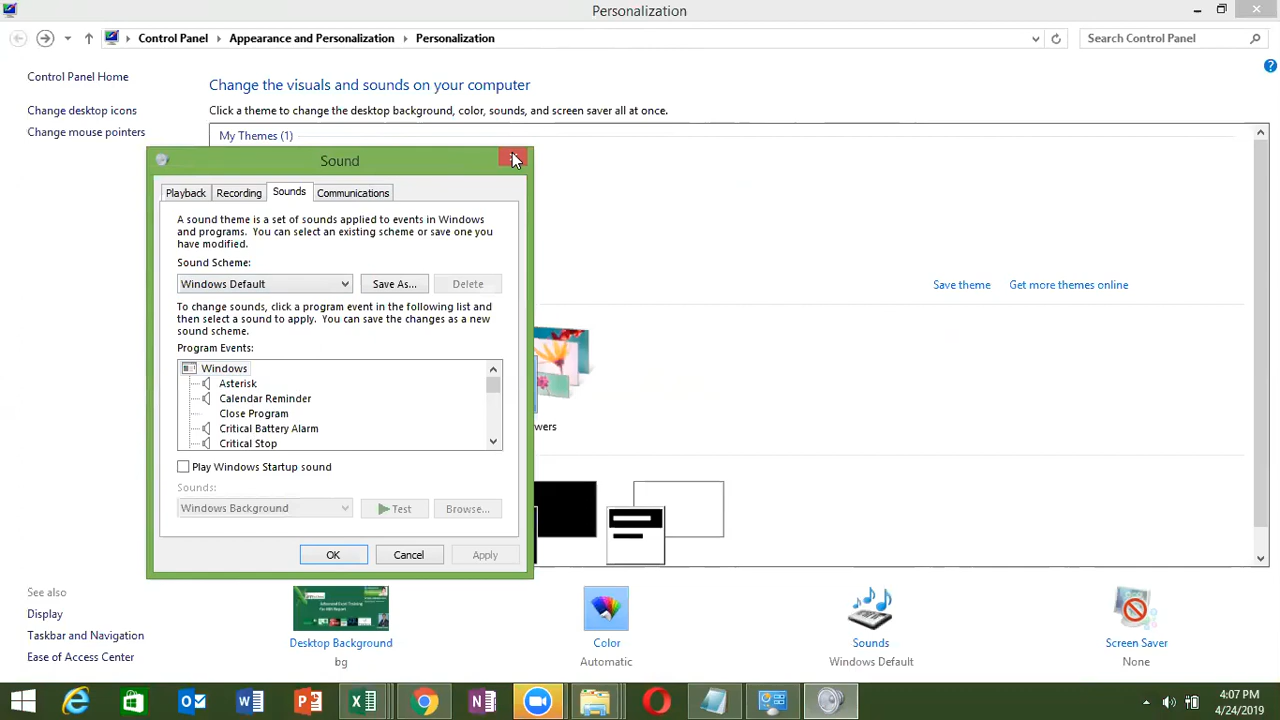 Personalization
Control Panel
Appearance and Personalization
Personalization
Search Control Panel
Control Panel Home
Change desktop icons
Change mouse pointers
Change the visuals and sounds on your computer
Click a theme to change the desktop background, color, sounds, and screen saver all at once.
My Themes (1)
Sound
Playback
Recording
Sounds
Communications
A sound theme is a set of sounds applied to events in Windows
and programs. You can select an existing scheme or save one you
have modified.
Sound Scheme:
Windows Default
Save As...
Delete
To change sounds, click a program event in the following list and
then select a sound to apply. You can save the changes as a new
sound scheme.
Program Events:
Windows
Asterisk
Calendar Reminder
Close Program
Critical Battery Alarm
Critical Stop
Play Windows Startup sound
Sounds:
Windows Background
Test
Browse...
OK
Cancel
Apply
Save theme
Get more themes online
wers
See also
Display
Taskbar and Navigation
Ease of Access Center
Desktop Background
bg
Color
Automatic
Sounds
Windows Default
Screen Saver
None
4:07 PM
4/24/2019